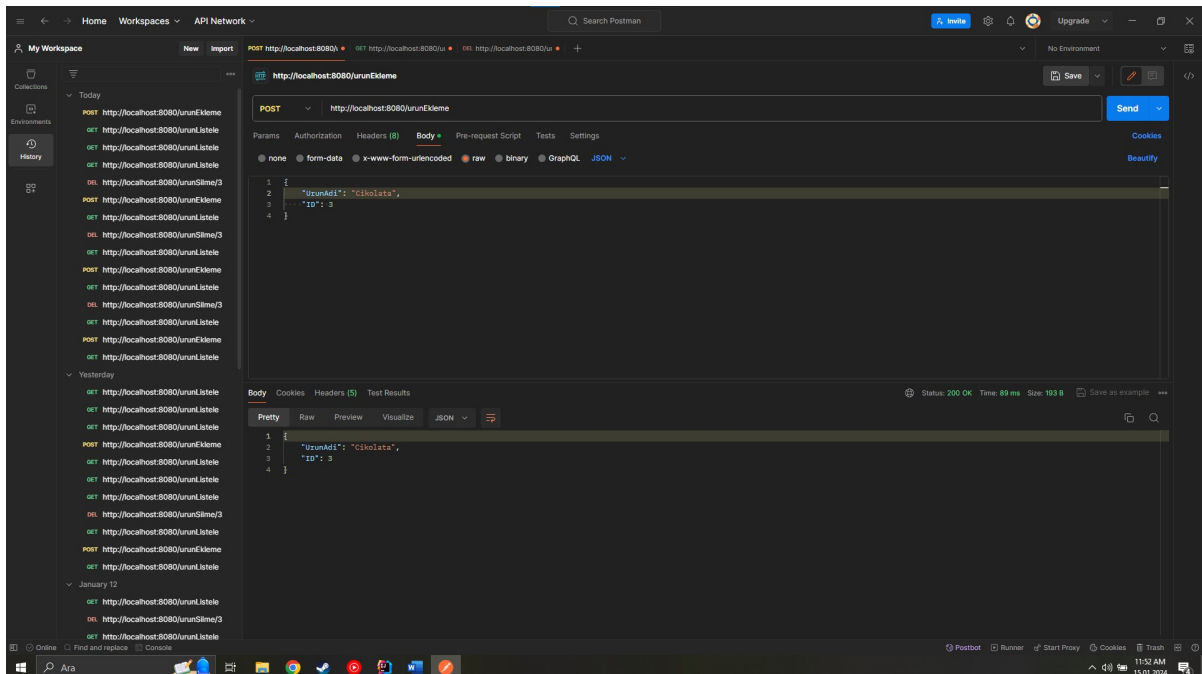 Home Workspaces API Network Search Postman Invite Upgrade
My Workspace New Import POST http://localhost:8080/u GET http://localhost:8080/ur DEL http://localhost:8080/ur No Environment
Collections
Environments
History
HTTP http://localhost:8080/urunEkleme Save
POST http://localhost:8080/urunEkleme Send
Params Authorization Headers (8) Body Pre-request Script Tests Settings Cookies
none form-data x-www-form-urlencoded raw binary GraphQL JSON Beautify
1 {
2 "UrunAdi": "Cikolata",
3 "ID": 3
4 }
Today
POST http://localhost:8080/urunEkleme
GET http://localhost:8080/urunListele
GET http://localhost:8080/urunListele
GET http://localhost:8080/urunListele
DEL http://localhost:8080/urunSilme/3
POST http://localhost:8080/urunEkleme
GET http://localhost:8080/urunListele
DEL http://localhost:8080/urunSilme/3
GET http://localhost:8080/urunListele
POST http://localhost:8080/urunEkleme
GET http://localhost:8080/urunListele
DEL http://localhost:8080/urunSilme/3
GET http://localhost:8080/urunListele
POST http://localhost:8080/urunEkleme
GET http://localhost:8080/urunListele
Yesterday
GET http://localhost:8080/urunListele
GET http://localhost:8080/urunListele
GET http://localhost:8080/urunListele
POST http://localhost:8080/urunEkleme
GET http://localhost:8080/urunListele
GET http://localhost:8080/urunListele
GET http://localhost:8080/urunListele
DEL http://localhost:8080/urunSilme/3
GET http://localhost:8080/urunListele
POST http://localhost:8080/urunEkleme
GET http://localhost:8080/urunListele
January 12
GET http://localhost:8080/urunListele
DEL http://localhost:8080/urunSilme/3
GET http://localhost:8080/urunListele
Body Cookies Headers (5) Test Results Status: 200 OK Time: 89 ms Size: 193 B Save as example
Pretty Raw Preview Visualize JSON
1 {
2 "UrunAdi": "Cikolata",
3 "ID": 3
4 }
Online Find and replace Console Postbot Runner Start Proxy Cookies Trash
Ara
11:52 AM
15.01.2024